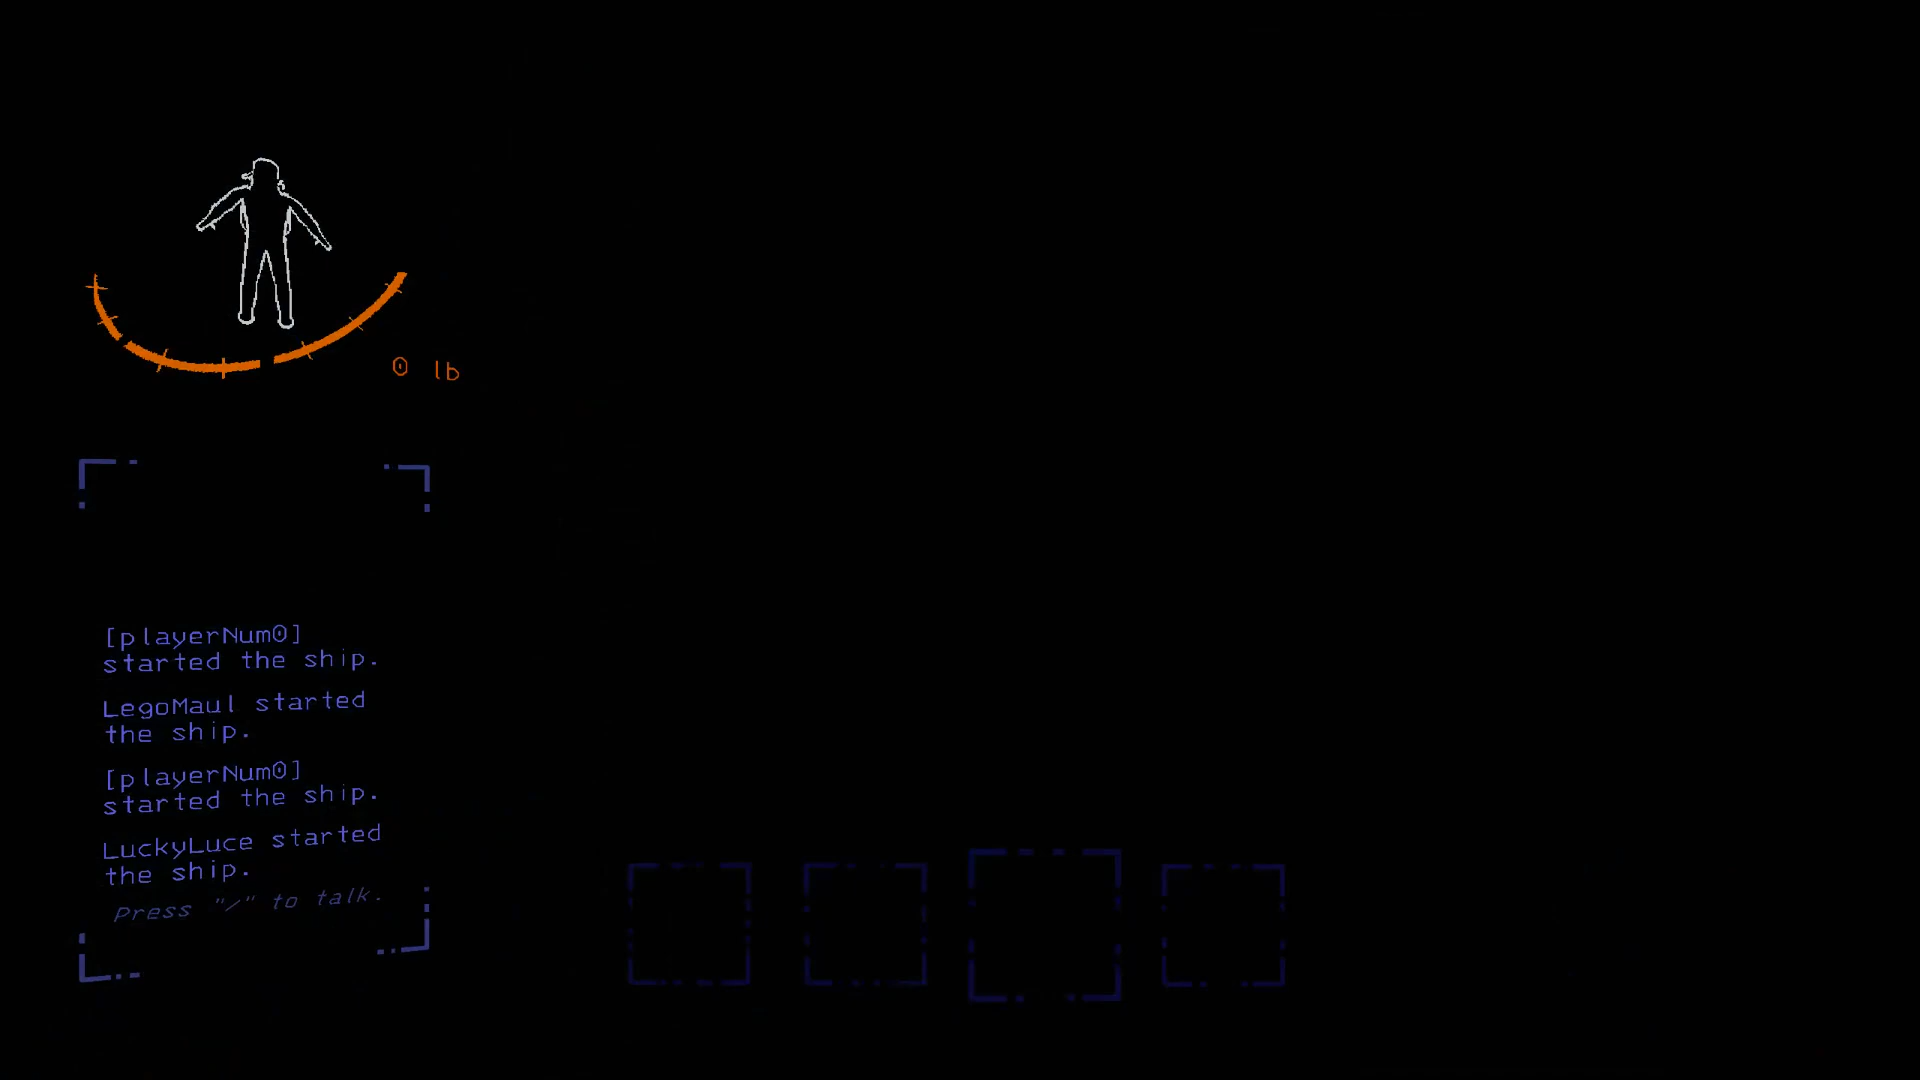 0 lb
[playerNum0]
started the ship.
LegoMaul started
the ship.
[playerNum0]
started the ship.
LuckyLuce started
the ship.
Press "/" to talk.